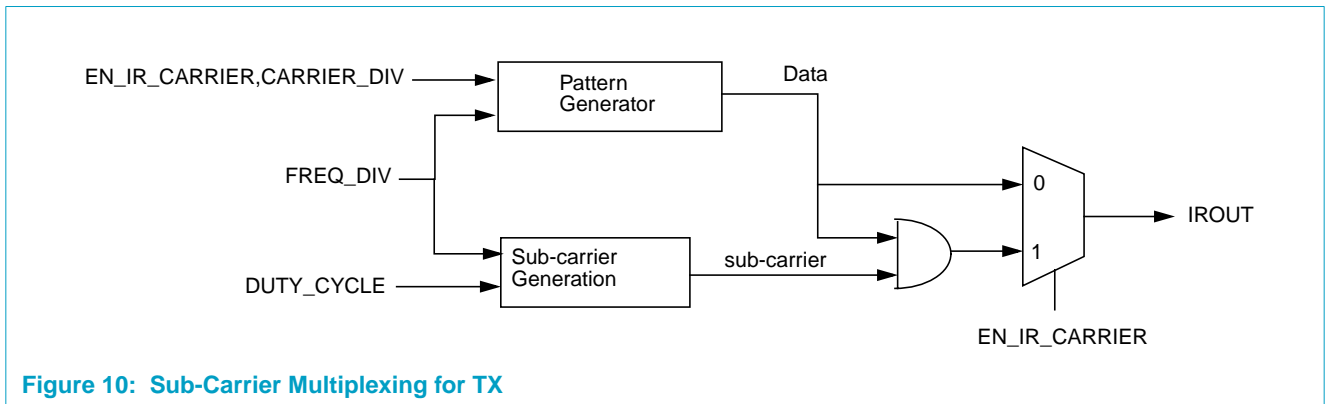 EN_IR_CARRIER,CARRIER_DIV
Pattern
Generator
Data
FREQ_DIV
0
IROUT
Sub-carrier
Generation
sub-carrier
1
DUTY_CYCLE
EN_IR_CARRIER
Figure 10: Sub-Carrier Multiplexing for TX